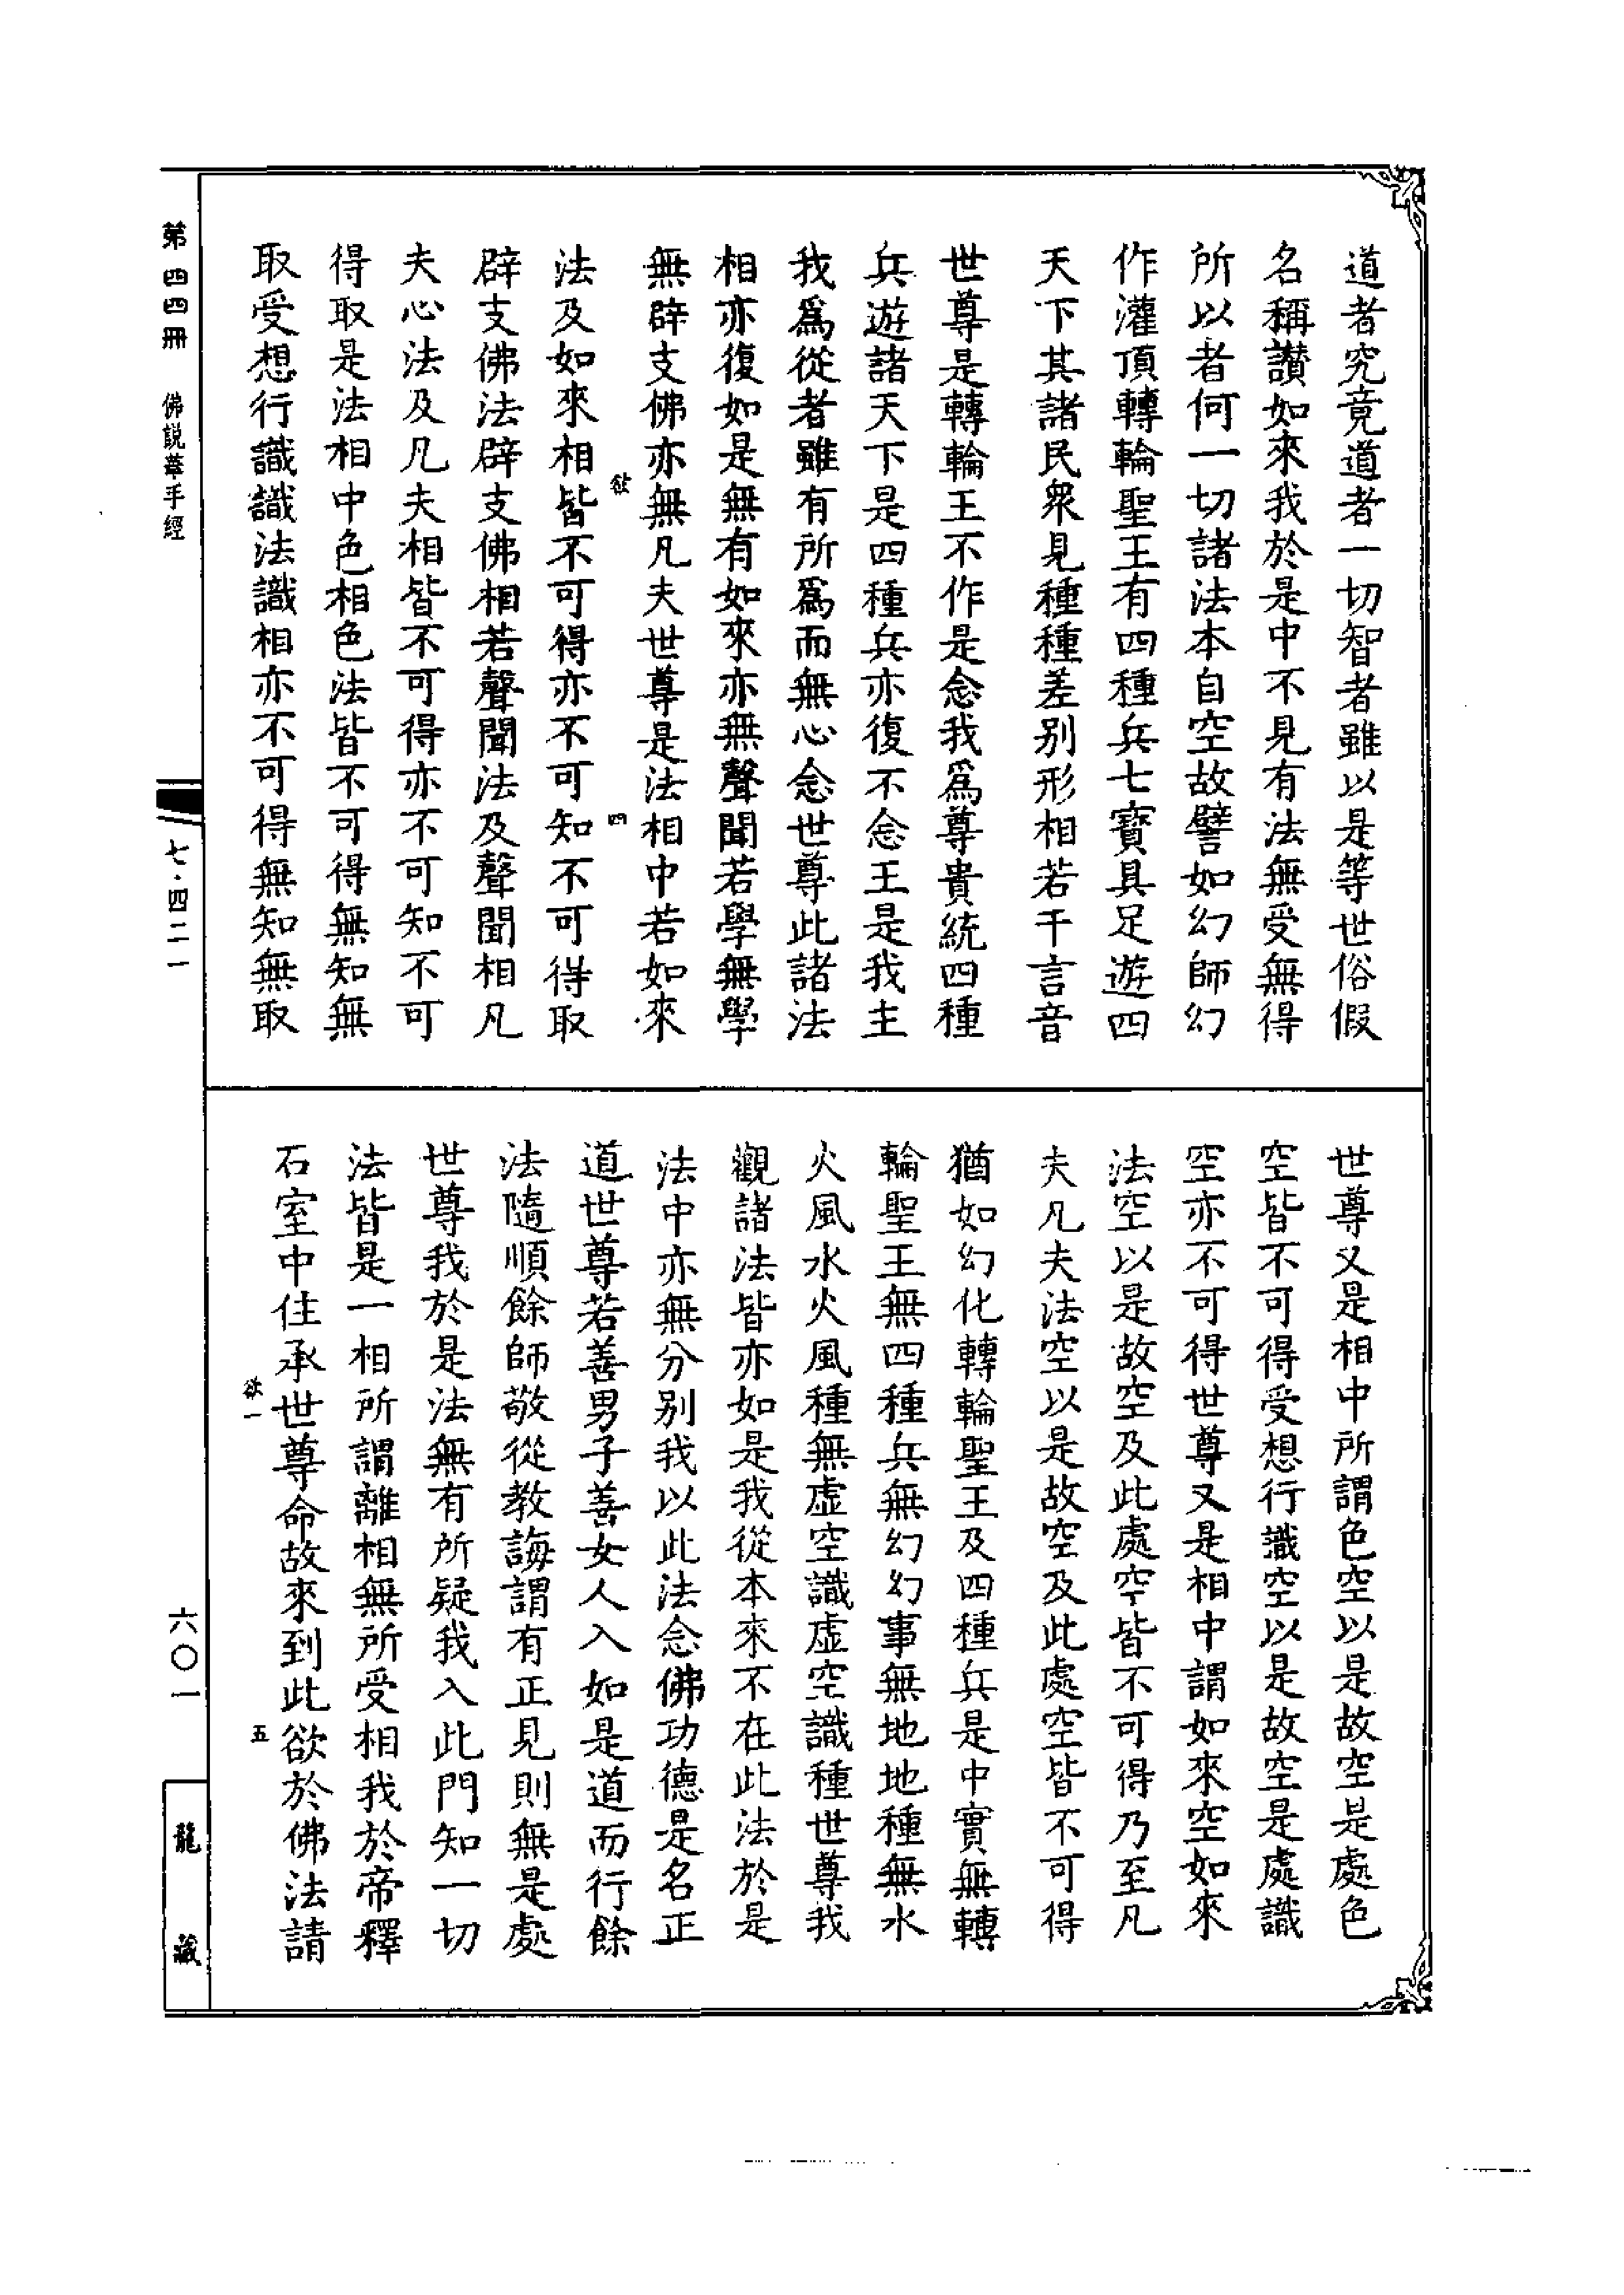 道者究竟道者一切智者雖以是等世俗假
名稱讃如來我於是中不見有法無受無得
所以者何一切諸法本自空故譬如幻師幻
作灌頂轉輪聖王有四種兵七寳具足遊四
天下其諸民衆見種種差别形相若干言音
世尊是轉輪王不作是念我爲尊貴統四種
兵遊諸天下是四種兵亦復不念王是我主
我爲從者雖有所爲而無心念世尊此諸法
相亦復如是無有如來亦無聲聞若學無學
無辟支佛亦無凡夫世尊是法相中若如來
欲 四
法及如來相皆不可得亦不可知不可得取
辟支佛法辟支佛相若聲聞法及聲聞相凡
夫心法及凡夫相皆不可得亦不可知不可
得取是法相中色相色法皆不可得無知無
取受想行識識法識相亦不可得無知無取
世尊又是相中所謂色空以是故空是處色
空皆不可得受想行識空以是故空是處識
空亦不可得世尊又是相中謂如來空如來
法空以是故空及此處空皆不可得乃至凡
夫凡夫法空以是故空及此處空皆不可得
猶如幻化轉輪聖王及四種兵是中實無轉
輪聖王無四種兵無幻幻事無地地種無水
火風水火風種無虚空識虚空識種世尊我
觀諸法皆亦如是我從本來不在此法於是
法中亦無分别我以此法念佛功德是名正
道世尊若善男子善女人入如是道而行餘
法隨順餘師敬從教誨謂有正見則無是處
世尊我於是法無有所疑我入此門知一切
法皆是一相所謂離相無所受相我於帝釋
石室中住承世尊命故來到此欲於佛法請
欲一 五
第四四冊 佛説華手經
七·四二一
六〇一
龍藏